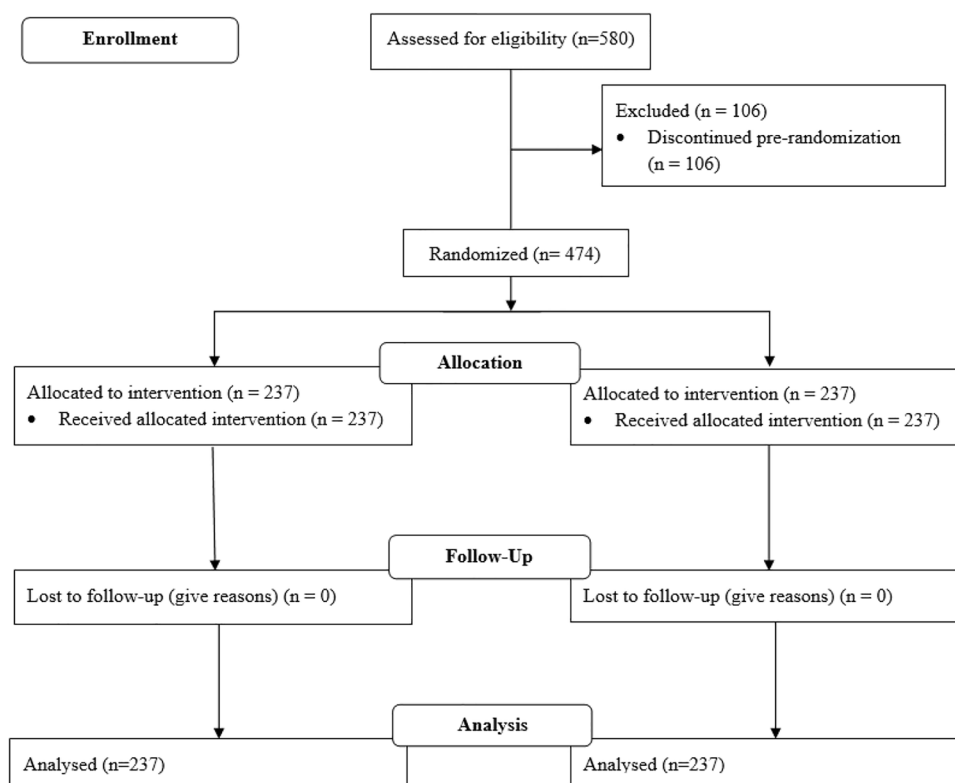 Enrollment
Assessed for eligibility (n=580)
Excluded (n = 106)
• Discontinued pre-randomization
(n = 106)
Randomized (n= 474)
Allocation
Allocated to intervention (n = 237)
• Received allocated intervention (n = 237)
Allocated to intervention (n = 237)
• Received allocated intervention (n = 237)
Follow-Up
Lost to follow-up (give reasons) (n = 0)
Lost to follow-up (give reasons) (n = 0)
Analysis
Analysed (n=237)
Analysed (n=237)